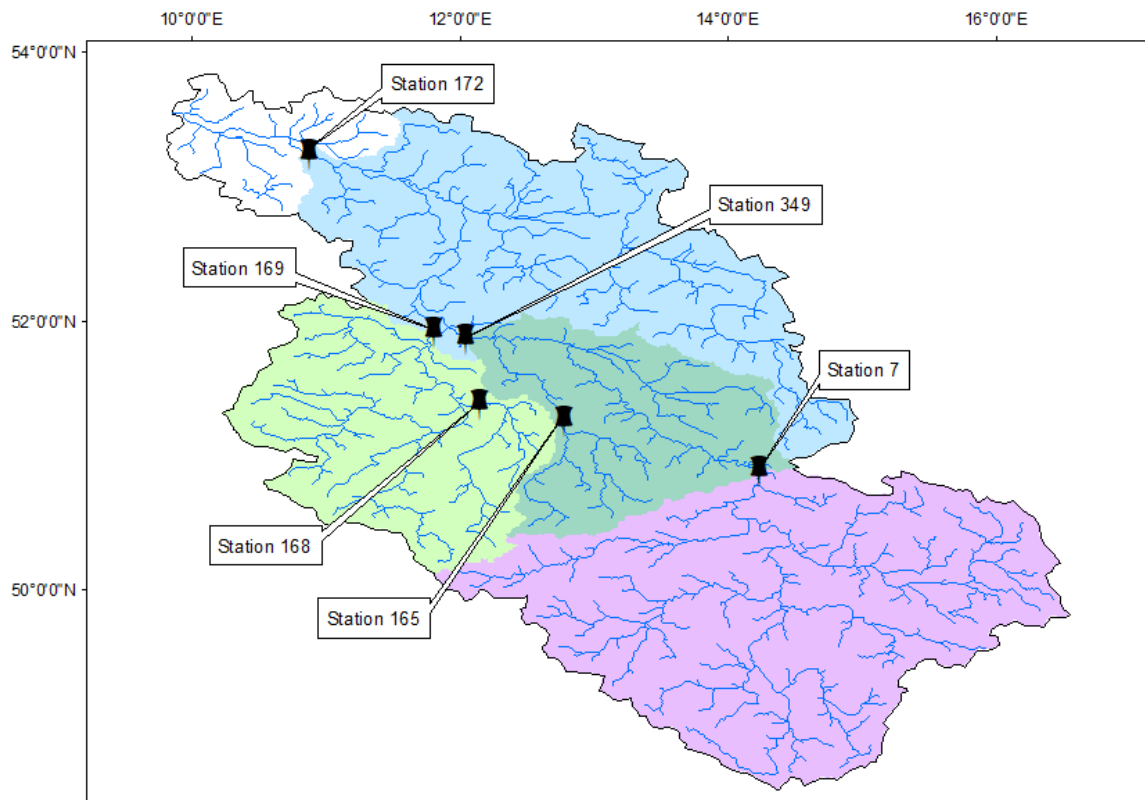 10°0'0"E 12°0'0"E 14°0'0"E 16°0'0"E
54°0'0"N
Station 172
Station 349
Station 169
52°0'0"N
Station 7
Station 168
50°0'0"N
Station 165